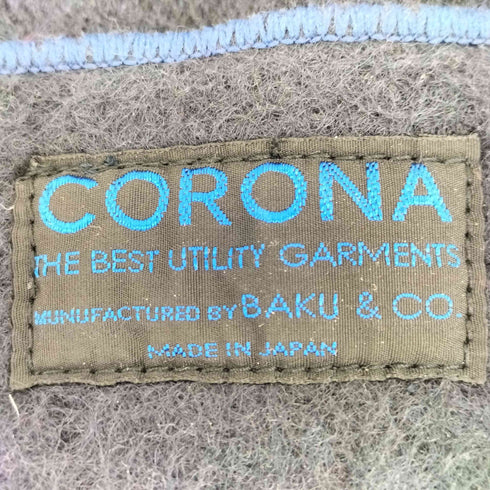 CORONA
THE BEST UTILITY GARMENTS
MUNUFACTURED BY BAKU & CO.
MADE IN JAPAN